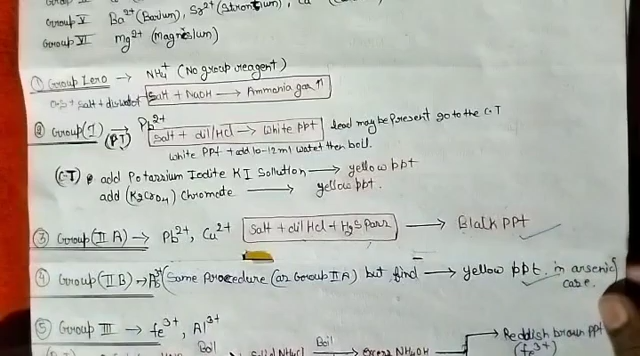 Group V Ba2+ (Barium), Sr2+ (Strontium),
Group VI Mg2+ (magnesium)
① Group Zero → NH4+ (No group reagent)
salt + NaOH → Ammonia gas ↑
② Group (I) → Pb2+
(PT) salt + dil/HCl → White PPt lead may be Present go to the C.T
White PPt + add 10-12 ml water then boil.
(CT) add Potassium Iodite KI Solution → yellow ppt
add (K2CrO4) Chromate → yellow ppt.
③ Group (II A) → Pb2+, Cu2+ salt + dil HCl + H2S Pass → Black PPt
④ Group (II B) → As3+ (Same Procedure (as Group II A) but find → yellow ppt. in arsenic
case.
⑤ Group III → fe3+, Al3+
Boil Boil → Reddish brown PPt
NH4Cl → excess NH4OH (fe3+)